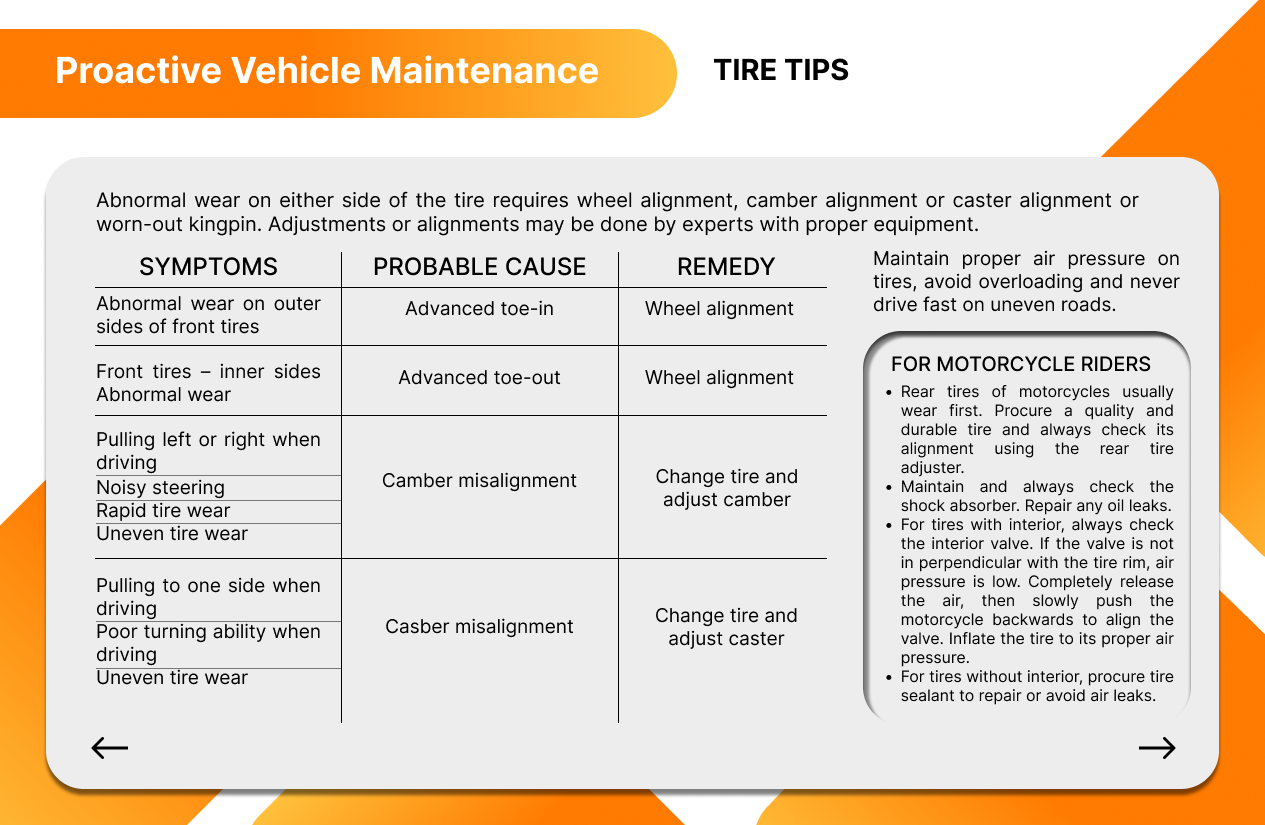 Proactive Vehicle Maintenance
TIRE TIPS
Abnormal wear on either side of the tire requires wheel alignment, camber alignment or caster alignment or
worn-out kingpin. Adjustments or alignments may be done by experts with proper equipment.
SYMPTOMS
PROBABLE CAUSE
REMEDY
Abnormal wear on outer
sides of front tires
Advanced toe-in
Wheel alignment
Front tires – inner sides
Abnormal wear
Advanced toe-out
Wheel alignment
Pulling left or right when
driving
Noisy steering
Rapid tire wear
Uneven tire wear
Camber misalignment
Change tire and
adjust camber
Pulling to one side when
driving
Poor turning ability when
driving
Uneven tire wear
Casber misalignment
Change tire and
adjust caster
Maintain proper air pressure on
tires, avoid overloading and never
drive fast on uneven roads.
FOR MOTORCYCLE RIDERS
• Rear tires of motorcycles usually
wear first. Procure a quality and
durable tire and always check its
alignment using the rear tire
adjuster.
• Maintain and always check the
shock absorber. Repair any oil leaks.
• For tires with interior, always check
the interior valve. If the valve is not
in perpendicular with the tire rim, air
pressure is low. Completely release
the air, then slowly push the
motorcycle backwards to align the
valve. Inflate the tire to its proper air
pressure.
• For tires without interior, procure tire
sealant to repair or avoid air leaks.